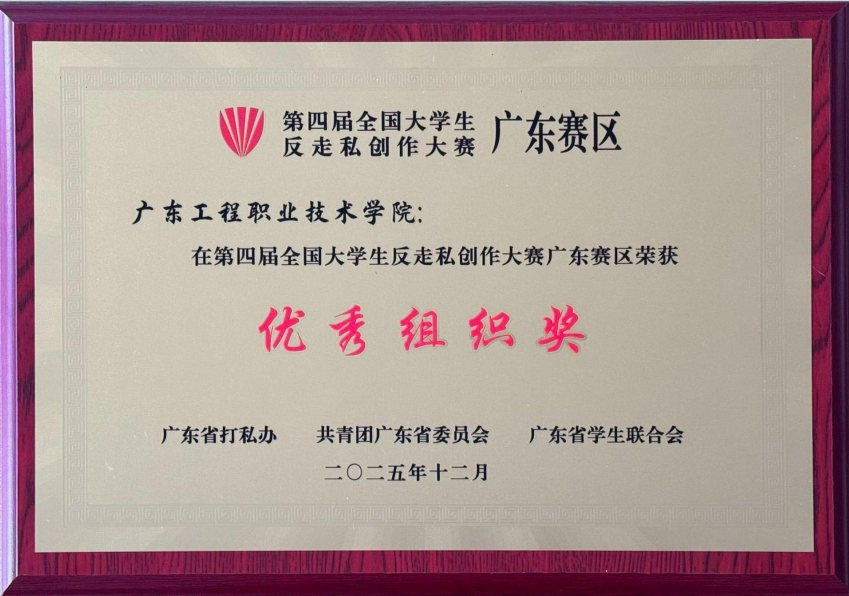 第四届全国大学生
反走私创作大赛 广东赛区
广东工程职业技术学院：
在第四届全国大学生反走私创作大赛广东赛区荣获
优秀组织奖
广东省打私办 共青团广东省委员会 广东省学生联合会
二〇二五年十二月